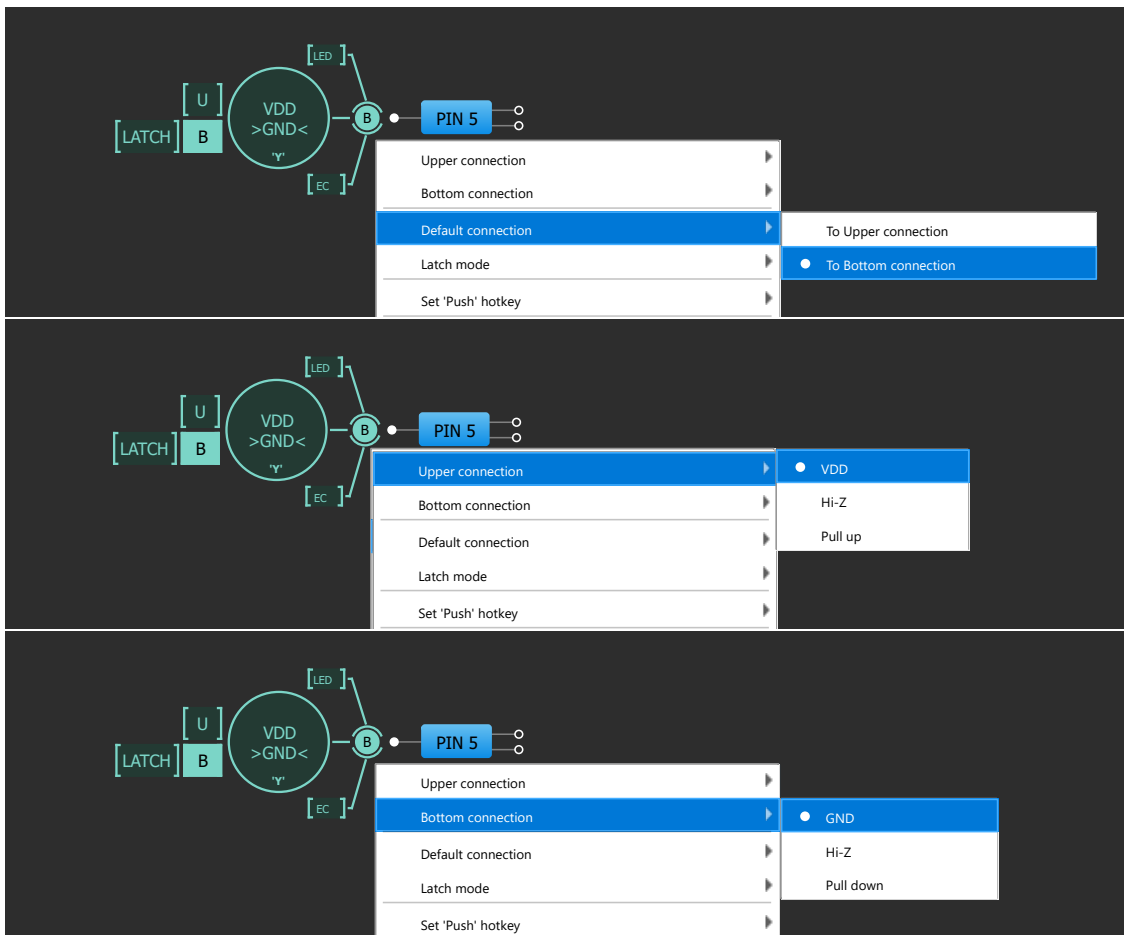 [LED ]
[ U ]
VDD
>GND<
'Y'
B
PIN 5
[LATCH]
B
[ EC ]
Upper connection
Bottom connection
Default connection
To Upper connection
Latch mode
To Bottom connection
Set 'Push' hotkey
[LED ]
[ U ]
VDD
>GND<
'Y'
B
PIN 5
[LATCH]
B
[ EC ]
Upper connection
VDD
Bottom connection
Hi-Z
Default connection
Pull up
Latch mode
Set 'Push' hotkey
[LED ]
[ U ]
VDD
>GND<
'Y'
B
PIN 5
[LATCH]
B
[ EC ]
Upper connection
Bottom connection
GND
Default connection
Hi-Z
Latch mode
Pull down
Set 'Push' hotkey